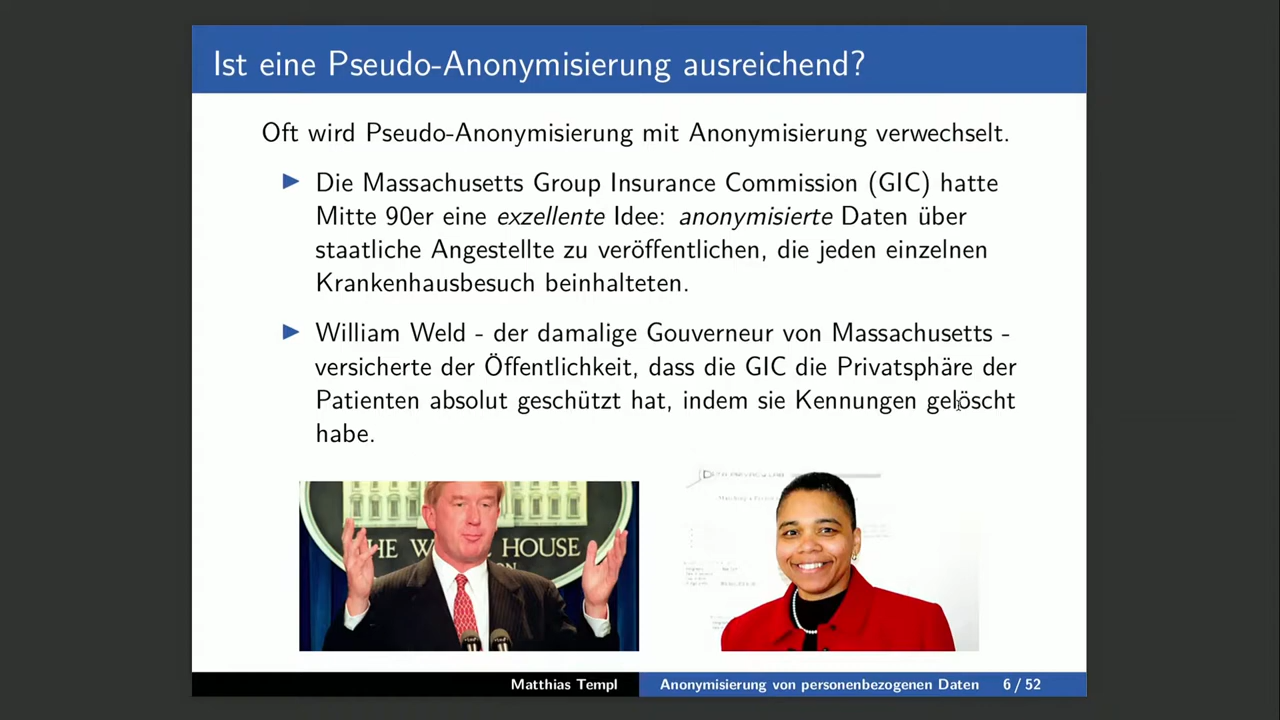 Ist eine Pseudo-Anonymisierung ausreichend?
Oft wird Pseudo-Anonymisierung mit Anonymisierung verwechselt.
Die Massachusetts Group Insurance Commission (GIC) hatte
Mitte 90er eine exzellente Idee: anonymisierte Daten über
staatliche Angestellte zu veröffentlichen, die jeden einzelnen
Krankenhausbesuch beinhalteten.
William Weld - der damalige Gouverneur von Massachusetts -
versicherte der Öffentlichkeit, dass die GIC die Privatsphäre der
Patienten absolut geschützt hat, indem sie Kennungen gelöscht
habe.
HOUSE
Matthias Templ
Anonymisierung von personenbezogenen Daten
6 / 52